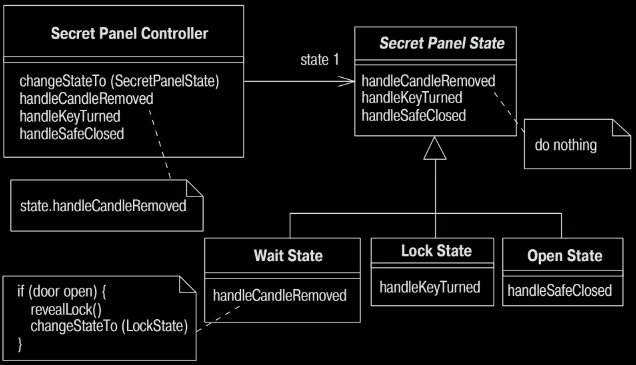 Secret Panel Controller
changeStateTo (SecretPanelState)
handleCandleRemoved
handleKeyTurned
handleSafeClosed
state.handleCandleRemoved
state 1
Secret Panel State
handleCandleRemoved
handleKeyTurned
handleSafeClosed
do nothing
Wait State
handleCandleRemoved
Lock State
handleKeyTurned
Open State
handleSafeClosed
if (door open) {
revealLock()
changeStateTo (LockState)
}